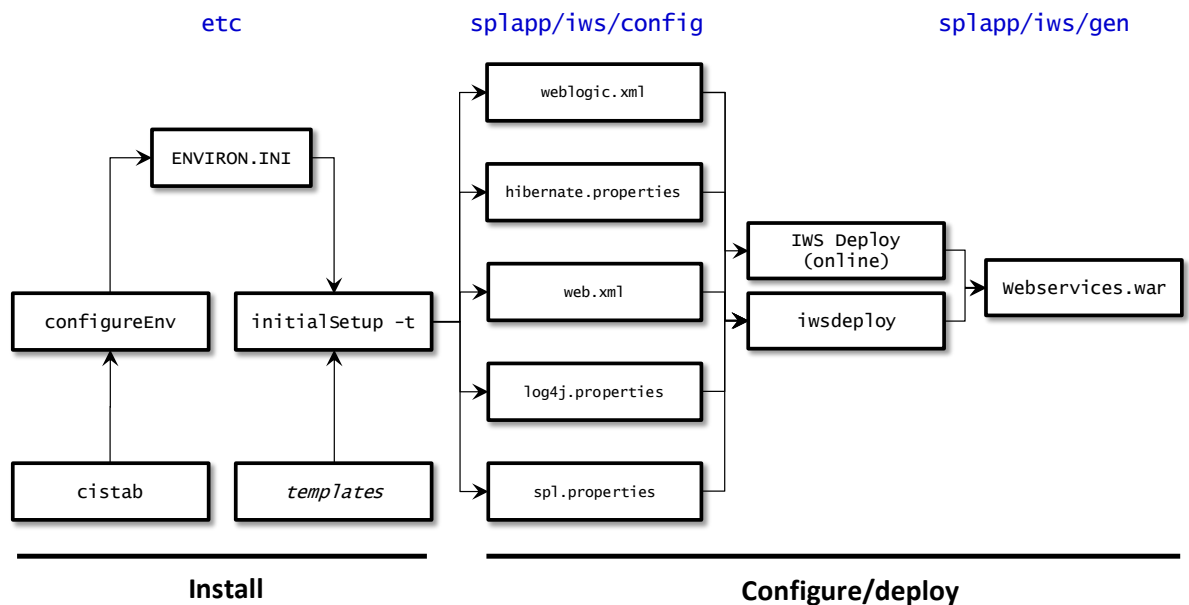 etc
splapp/iws/config
splapp/iws/gen
weblogic.xml
ENVIRON.INI
hibernate.properties
IWS Deploy
(online)
Webservices.war
configureEnv
initialSetup -t
web.xml
iwsdeploy
log4j.properties
cistab
templates
spl.properties
Install
Configure/deploy